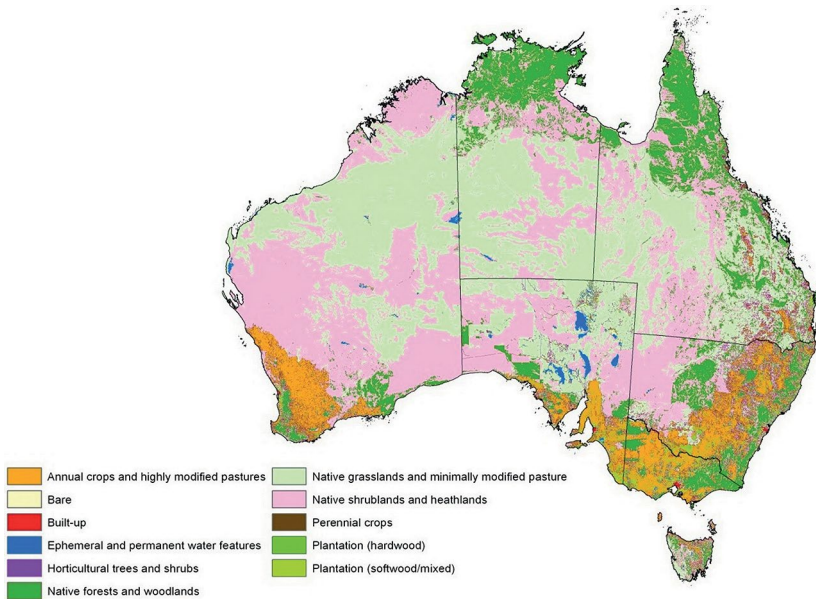 Annual crops and highly modified pastures
Bare
Built-up
Ephemeral and permanent water features
Horticultural trees and shrubs
Native forests and woodlands
Native grasslands and minimally modified pasture
Native shrublands and heathlands
Perennial crops
Plantation (hardwood)
Plantation (softwood/mixed)